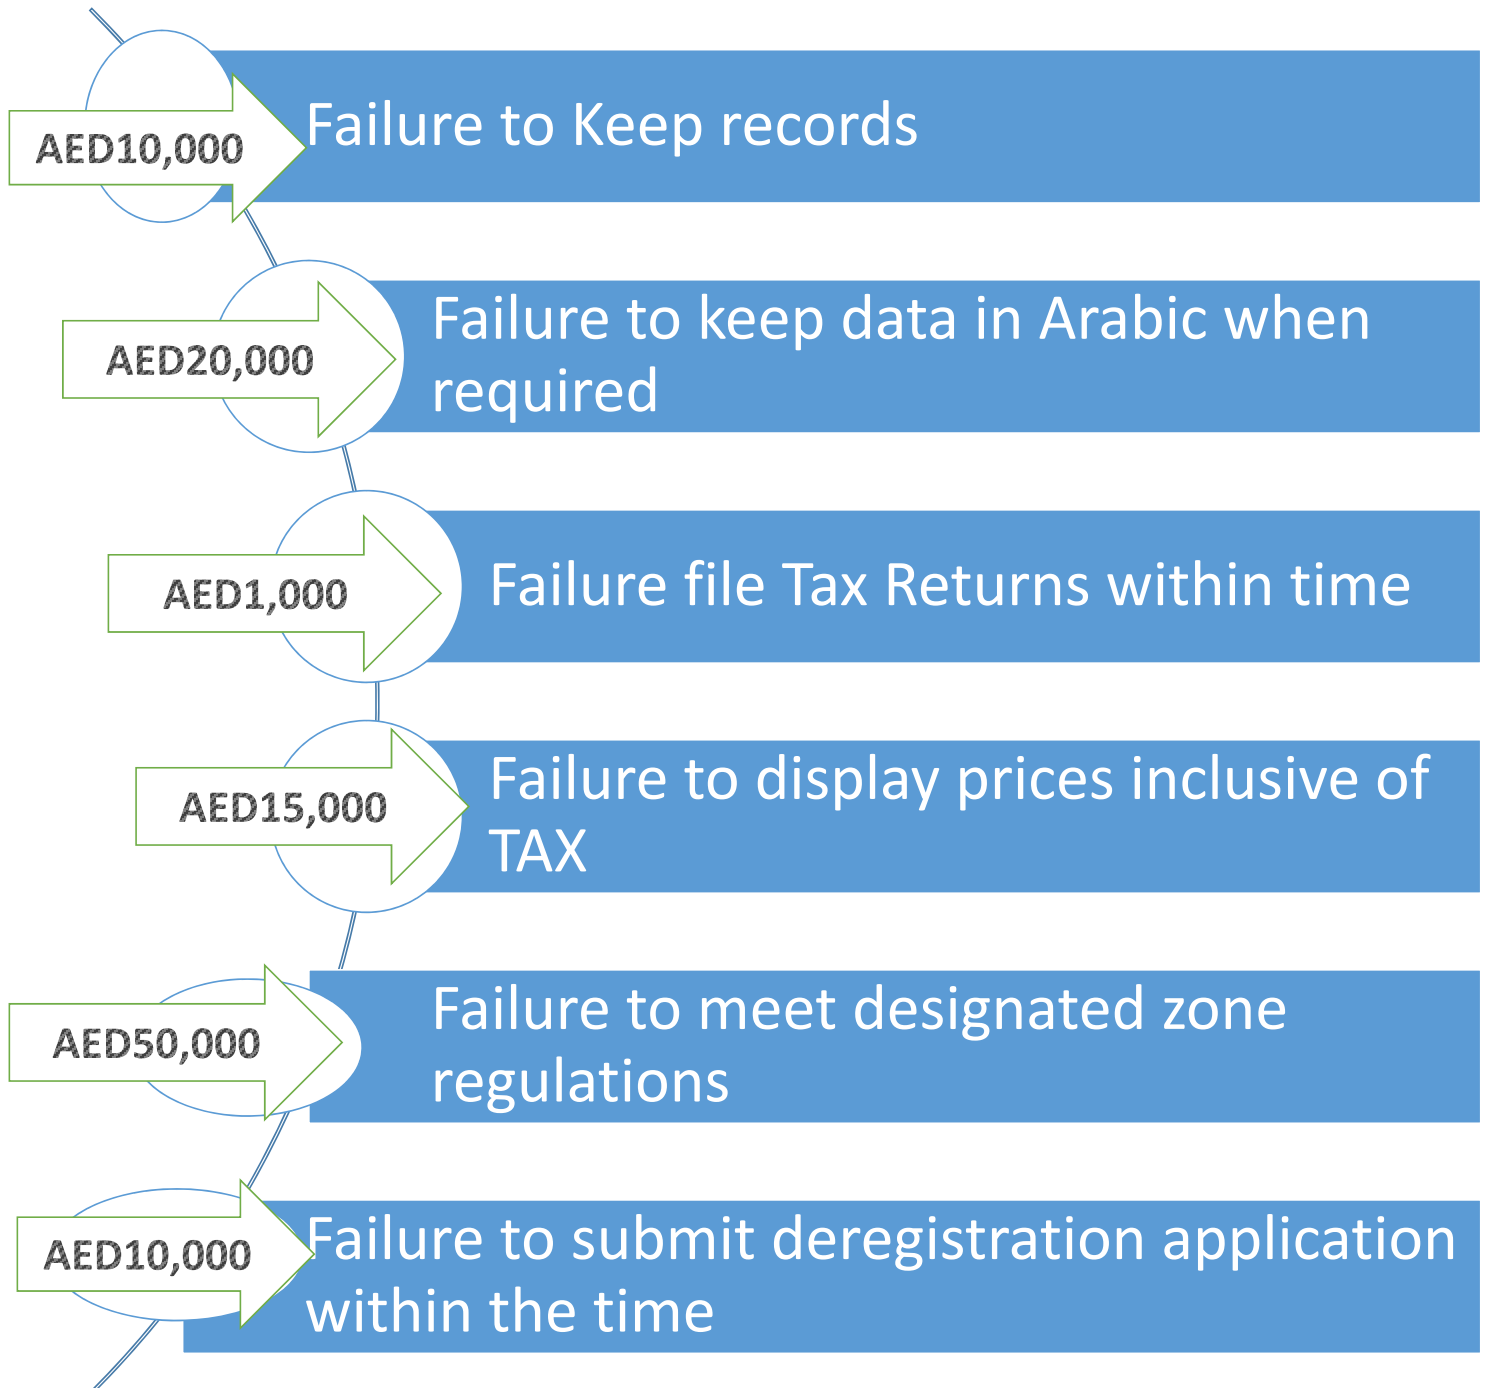 AED10,000
Failure to Keep records
AED20,000
Failure to keep data in Arabic when
required
AED1,000
Failure file Tax Returns within time
AED15,000
Failure to display prices inclusive of
TAX
AED50,000
Failure to meet designated zone
regulations
AED10,000
Failure to submit deregistration application
within the time